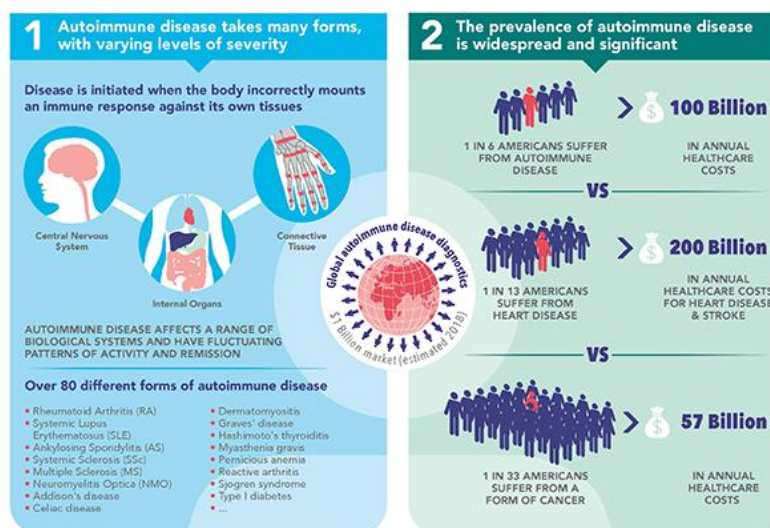 1 Autoimmune disease takes many forms,
with varying levels of severity
Disease is initiated when the body incorrectly mounts
an immune response against its own tissues
Central Nervous
System
Internal Organs
Connective
Tissue
AUTOIMMUNE DISEASE AFFECTS A RANGE OF
BIOLOGICAL SYSTEMS AND HAVE FLUCTUATING
PATTERNS OF ACTIVITY AND REMISSION
Over 80 different forms of autoimmune disease
• Rheumatoid Arthritis (RA)
• Systemic Lupus
Erythematosus (SLE)
• Ankylosing Spondylitis (AS)
• Systemic Sclerosis (SSc)
• Multiple Sclerosis (MS)
• Neuromyelitis Optica (NMO)
• Addison's disease
• Celiac disease
• Dermatomyositis
• Graves' disease
• Hashimoto's thyroiditis
• Myasthenia gravis
• Pernicious anemia
• Reactive arthritis
• Sjogren syndrome
• Type I diabetes
• ...
Global autoimmune disease diagnostics
$1 Billion market (estimated 2018)
2 The prevalence of autoimmune disease
is widespread and significant
> $ 100 Billion
1 IN 6 AMERICANS SUFFER
FROM AUTOIMMUNE
DISEASE
IN ANNUAL
HEALTHCARE
COSTS
VS
> $ 200 Billion
1 IN 13 AMERICANS
SUFFER FROM
HEART DISEASE
IN ANNUAL
HEALTHCARE COSTS
FOR HEART DISEASE
& STROKE
VS
> $ 57 Billion
1 IN 33 AMERICANS
SUFFER FROM A
FORM OF CANCER
IN ANNUAL
HEALTHCARE
COSTS